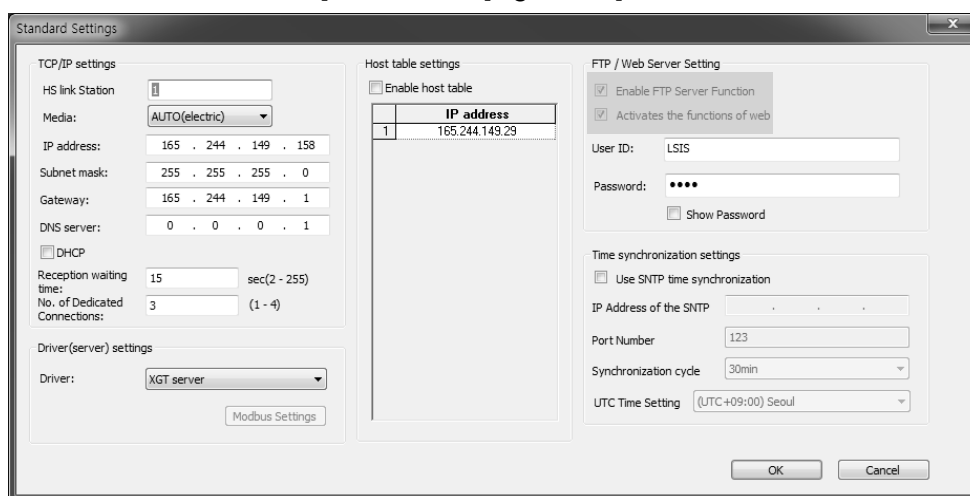 Standard Settings
TCP/IP settings
HS link Station 1
Media: AUTO(electric)
IP address: 165 . 244 . 149 . 158
Subnet mask: 255 . 255 . 255 . 0
Gateway: 165 . 244 . 149 . 1
DNS server: 0 . 0 . 0 . 1
DHCP
Reception waiting
time: 15 sec(2 - 255)
No. of Dedicated
Connections: 3 (1 - 4)
Driver(server) settings
Driver: XGT server
Modbus Settings
Host table settings
Enable host table
IP address
1 165.244.149.29
FTP / Web Server Setting
Enable FTP Server Function
Activates the functions of web
User ID: LSIS
Password: ●●●●
Show Password
Time synchronization settings
Use SNTP time synchronization
IP Address of the SNTP . . .
Port Number 123
Synchronization cycle 30min
UTC Time Setting (UTC+09:00) Seoul
OK Cancel